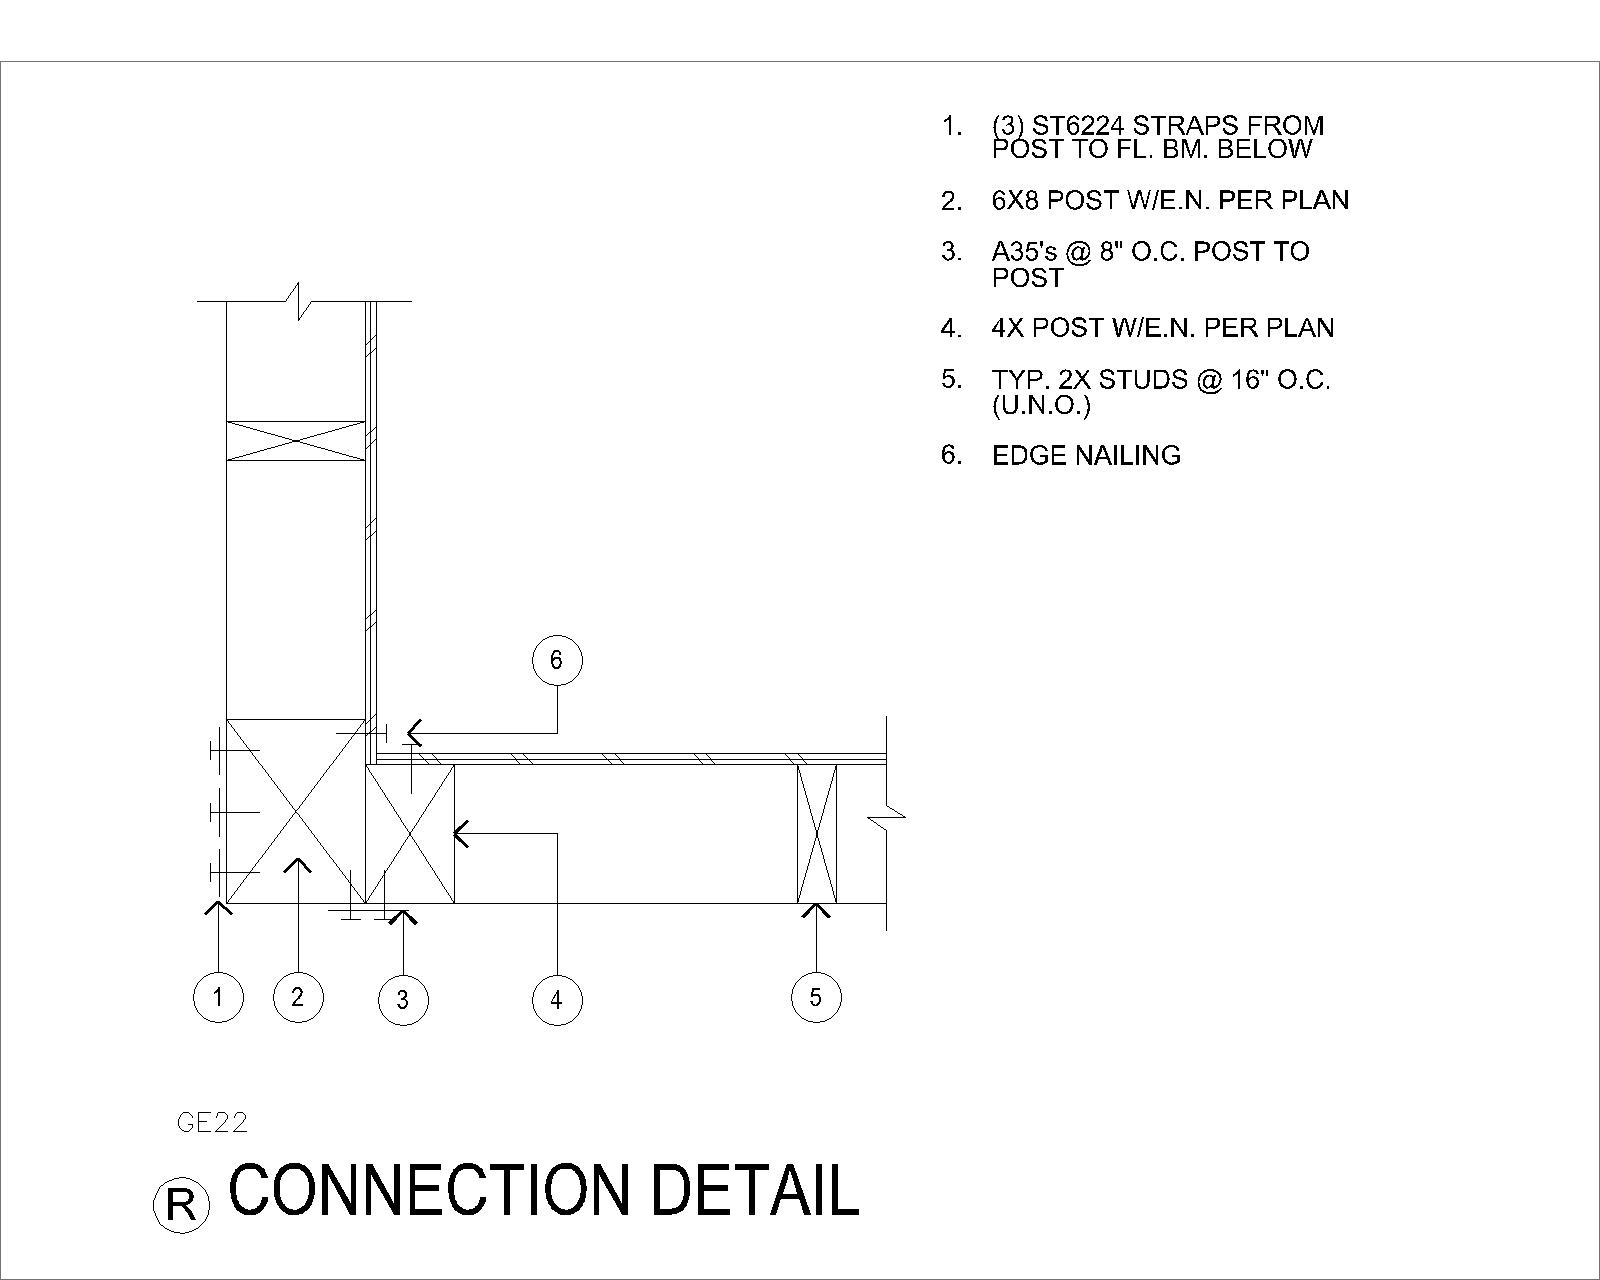 1. (3) ST6224 STRAPS FROM
POST TO FL. BM. BELOW
2. 6X8 POST W/E.N. PER PLAN
3. A35's @ 8" O.C. POST TO
POST
4. 4X POST W/E.N. PER PLAN
5. TYP. 2X STUDS @ 16" O.C.
(U.N.O.)
6. EDGE NAILING
6
1
2
3
4
5
GE22
R CONNECTION DETAIL